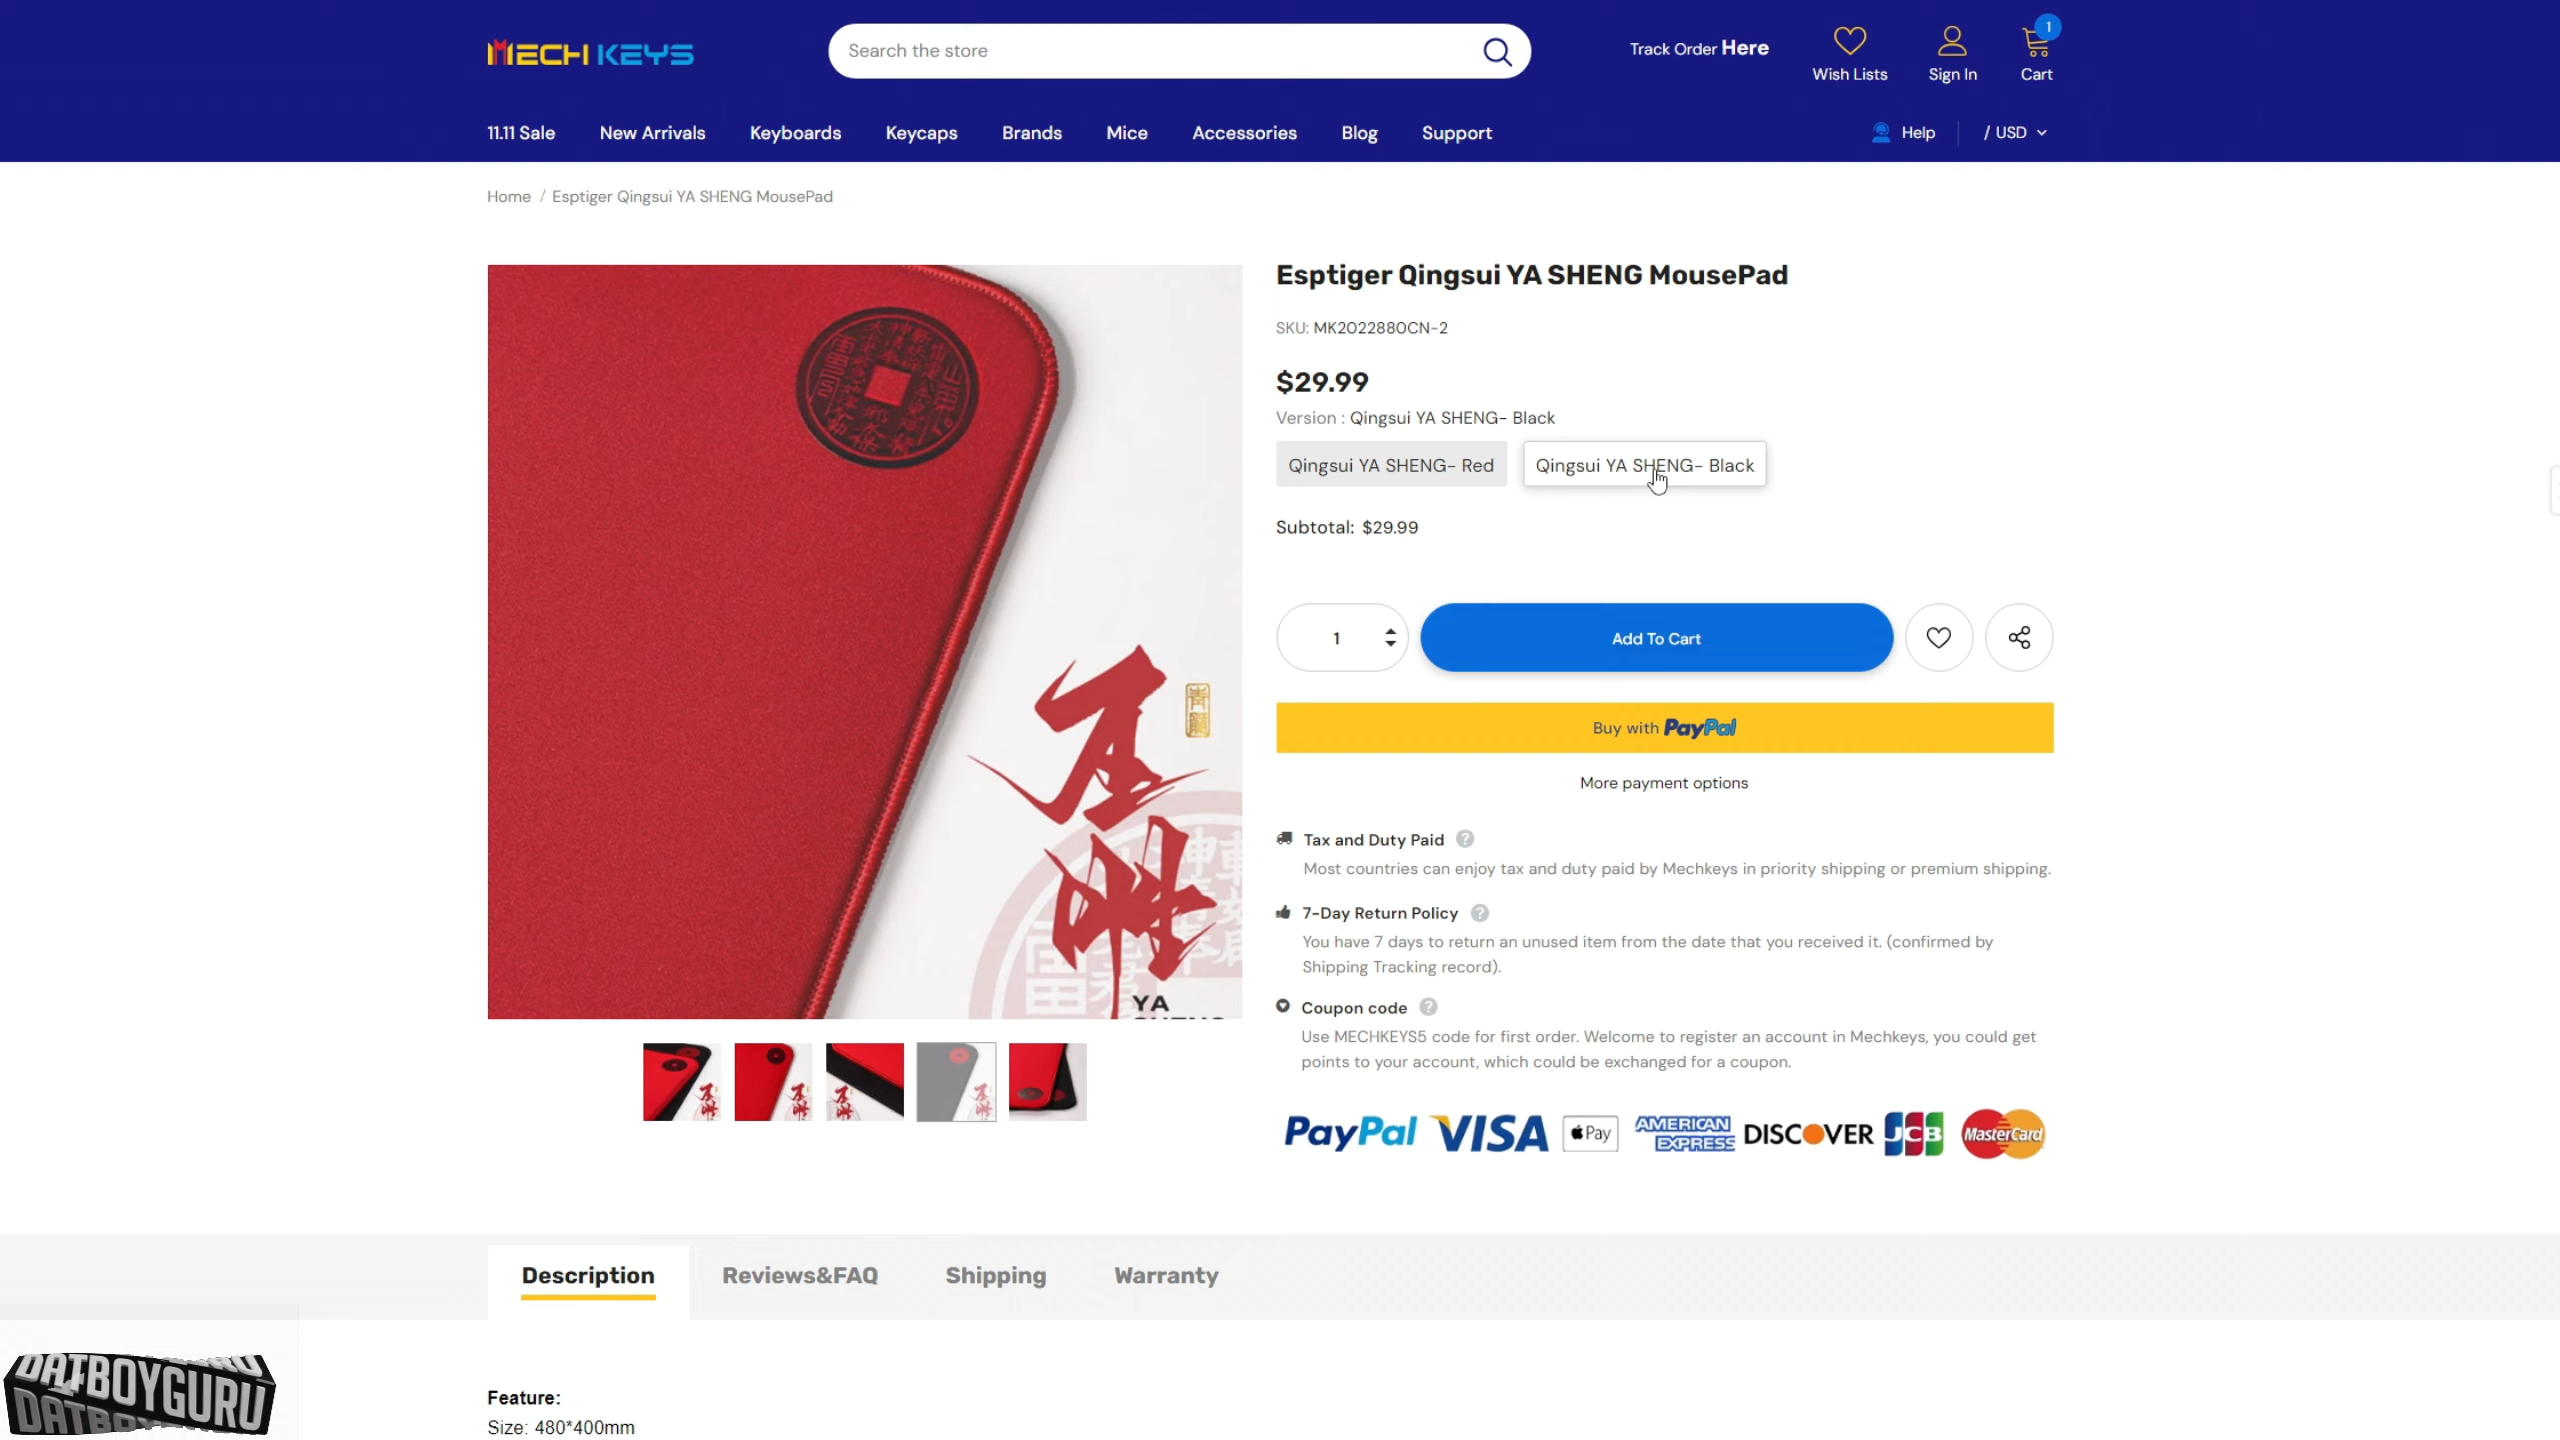 MECHKEYS
Search the store
Track Order Here
Wish Lists
Sign In
1
Cart
11.11 Sale
New Arrivals
Keyboards
Keycaps
Brands
Mice
Accessories
Blog
Support
Help
/ USD
Home / Esptiger Qingsui YA SHENG MousePad
Esptiger Qingsui YA SHENG MousePad
SKU: MK2022880CN-2
$29.99
Version : Qingsui YA SHENG- Black
Qingsui YA SHENG- Red
Qingsui YA SHENG- Black
Subtotal: $29.99
1
Add To Cart
Buy with PayPal
More payment options
Tax and Duty Paid ?
Most countries can enjoy tax and duty paid by Mechkeys in priority shipping or premium shipping.
7-Day Return Policy ?
You have 7 days to return an unused item from the date that you received it. (confirmed by
Shipping Tracking record).
Coupon code ?
Use MECHKEYS5 code for first order. Welcome to register an account in Mechkeys, you could get
points to your account, which could be exchanged for a coupon.
PayPal
VISA
Pay
AMERICAN
EXPRESS
DISCOVER
JCB
MasterCard
压胜
YA
Description
Reviews&FAQ
Shipping
Warranty
Feature:
Size: 480*400mm
DATBOYGURU